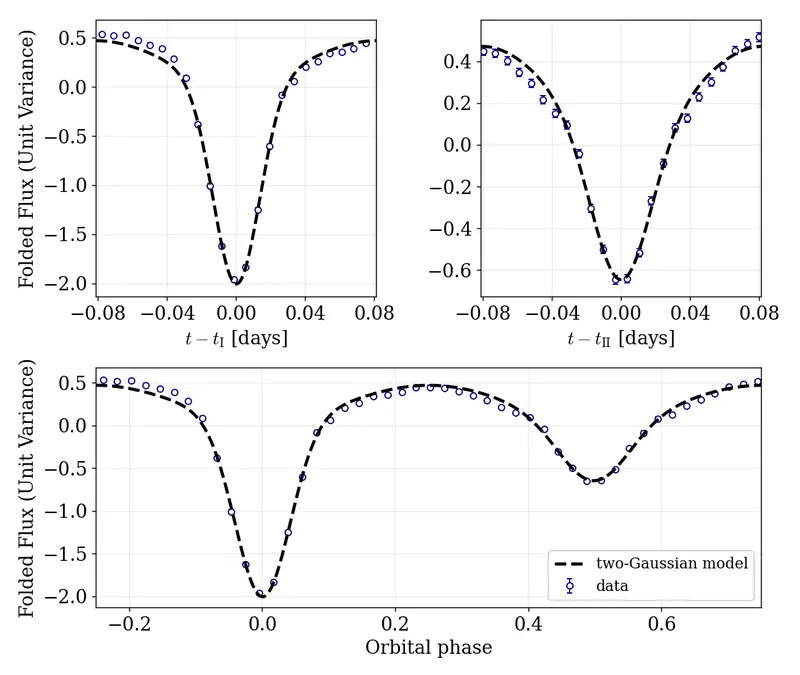 Folded Flux (Unit Variance)
0.5
0.0
−0.5
−1.0
−1.5
−2.0
−0.08 −0.04 0.00 0.04 0.08
t − tI [days]
0.4
0.2
0.0
−0.2
−0.4
−0.6
−0.08 −0.04 0.00 0.04 0.08
t − tII [days]
Folded Flux (Unit Variance)
0.5
0.0
−0.5
−1.0
−1.5
−2.0
two-Gaussian model
data
−0.2 0.0 0.2 0.4 0.6
Orbital phase